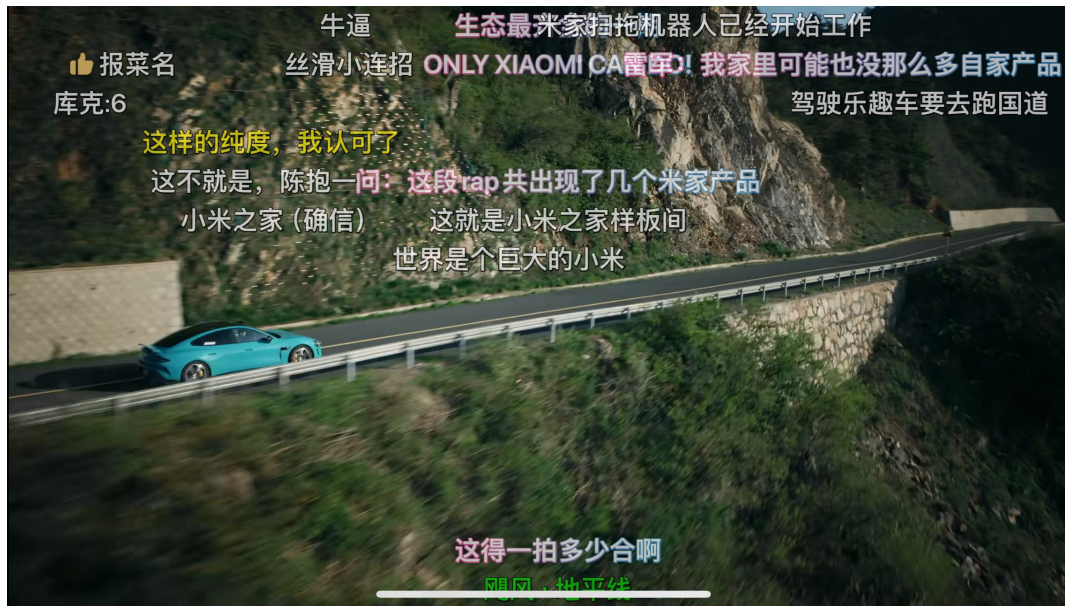 牛逼 生态最 米家扫拖机器人已经开始工作
报菜名 丝滑小连招 ONLY XIAOMI 雷军 我家里可能也没那么多自家产品
库克:6 驾驶乐趣车要去跑国道
这样的纯度，我认可了
这不就是，陈抱一 问：这段rap共出现了几个米家产品
小米之家（确信） 这就是小米之家样板间
世界是个巨大的小米
这得一拍多少合啊
飓风·地平线